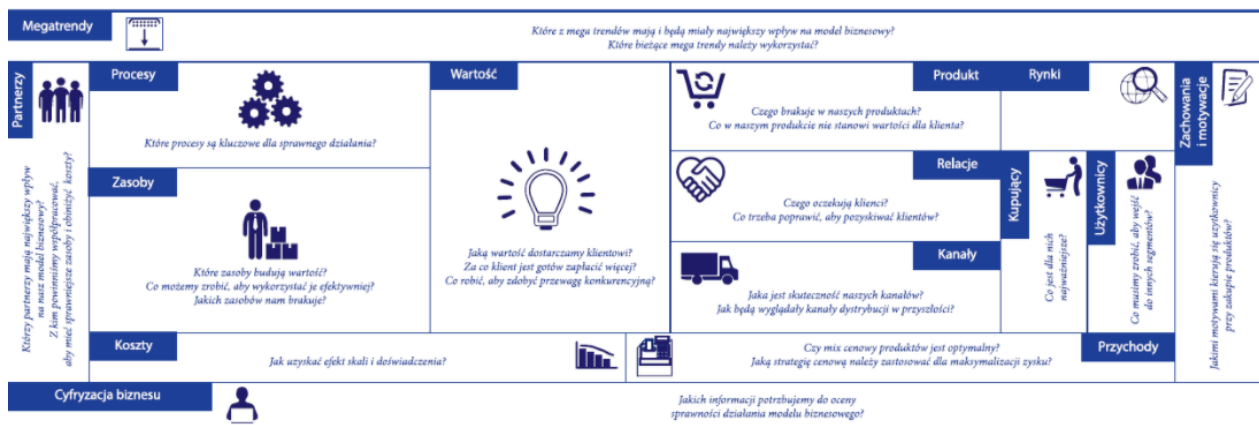 Megatrendy
Które z mega trendów mają i będą miały największy wpływ na model biznesowy?
Które bieżące mega trendy należy wykorzystać?
Partnerzy
Którzy partnerzy mają największy wpływ
na nasz model biznesowy?
Z kim powinniśmy współpracować,
aby mieć sprawniejsze zasoby i obiniżyć koszty?
Procesy
Które procesy są kluczowe dla sprawnego działania?
Zasoby
Które zasoby budują wartość?
Co możemy zrobić, aby wykorzystać je efektywniej?
Jakich zasobów nam brakuje?
Wartość
Jaką wartość dostarczamy klientowi?
Za co klient jest gotów zapłacić więcej?
Co robić, aby zdobyć przewagę konkurencyjną?
Produkt
Czego brakuje w naszych produktach?
Co w naszym produkcie nie stanowi wartości dla klienta?
Relacje
Czego oczekują klienci?
Co trzeba poprawić, aby pozyskiwać klientów?
Kanały
Jaka jest skuteczność naszych kanałów?
Jak będą wyglądały kanały dystrybucji w przyszłości?
Rynki
Kupujący
Co jest dla nich
najważniejsze?
Użytkownicy
Co musimy zrobić, aby wejść
do innych segmentów?
Zachowania
i motywacje
Jakimi motywami kierują się użytkownicy
przy zakupie produktów?
Koszty
Jak uzyskać efekt skali i doświadczenia?
Czy mix cenowy produktów jest optymalny?
Jaką strategię cenową należy zastosować dla maksymalizacji zysku?
Przychody
Cyfryzacja biznesu
Jakich informacji potrzbujemy do oceny
sprawności działania modelu biznesowego?